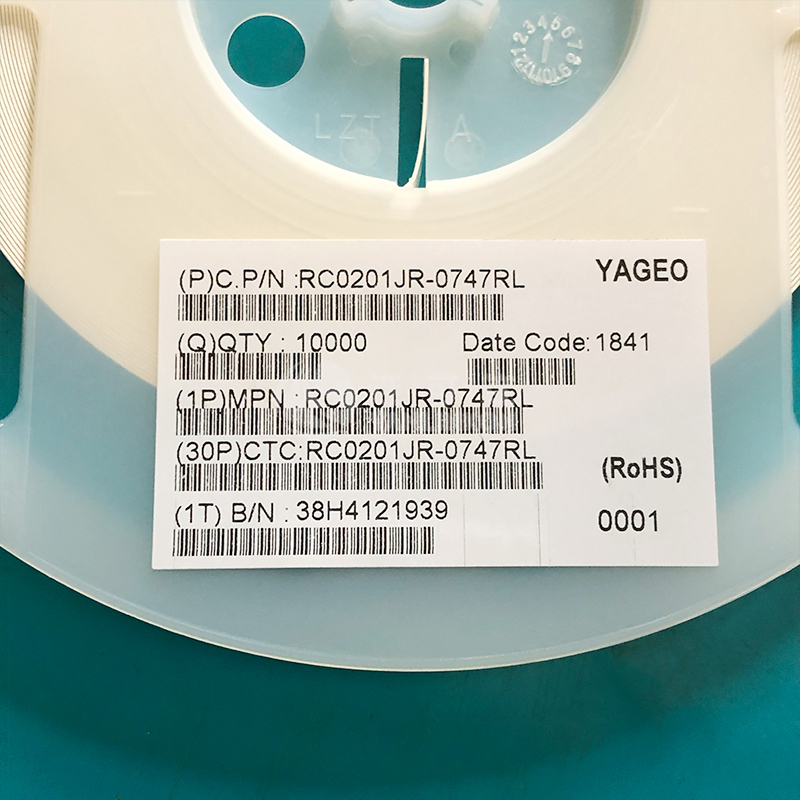 LZT A
(P)C.P/N :RC0201JR-0747RL
YAGEO
(Q)QTY : 10000
Date Code: 1841
(1P)MPN : RC0201JR-0747RL
(30P)CTC:RC0201JR-0747RL
(RoHS)
(1T) B/N : 38H4121939
0001